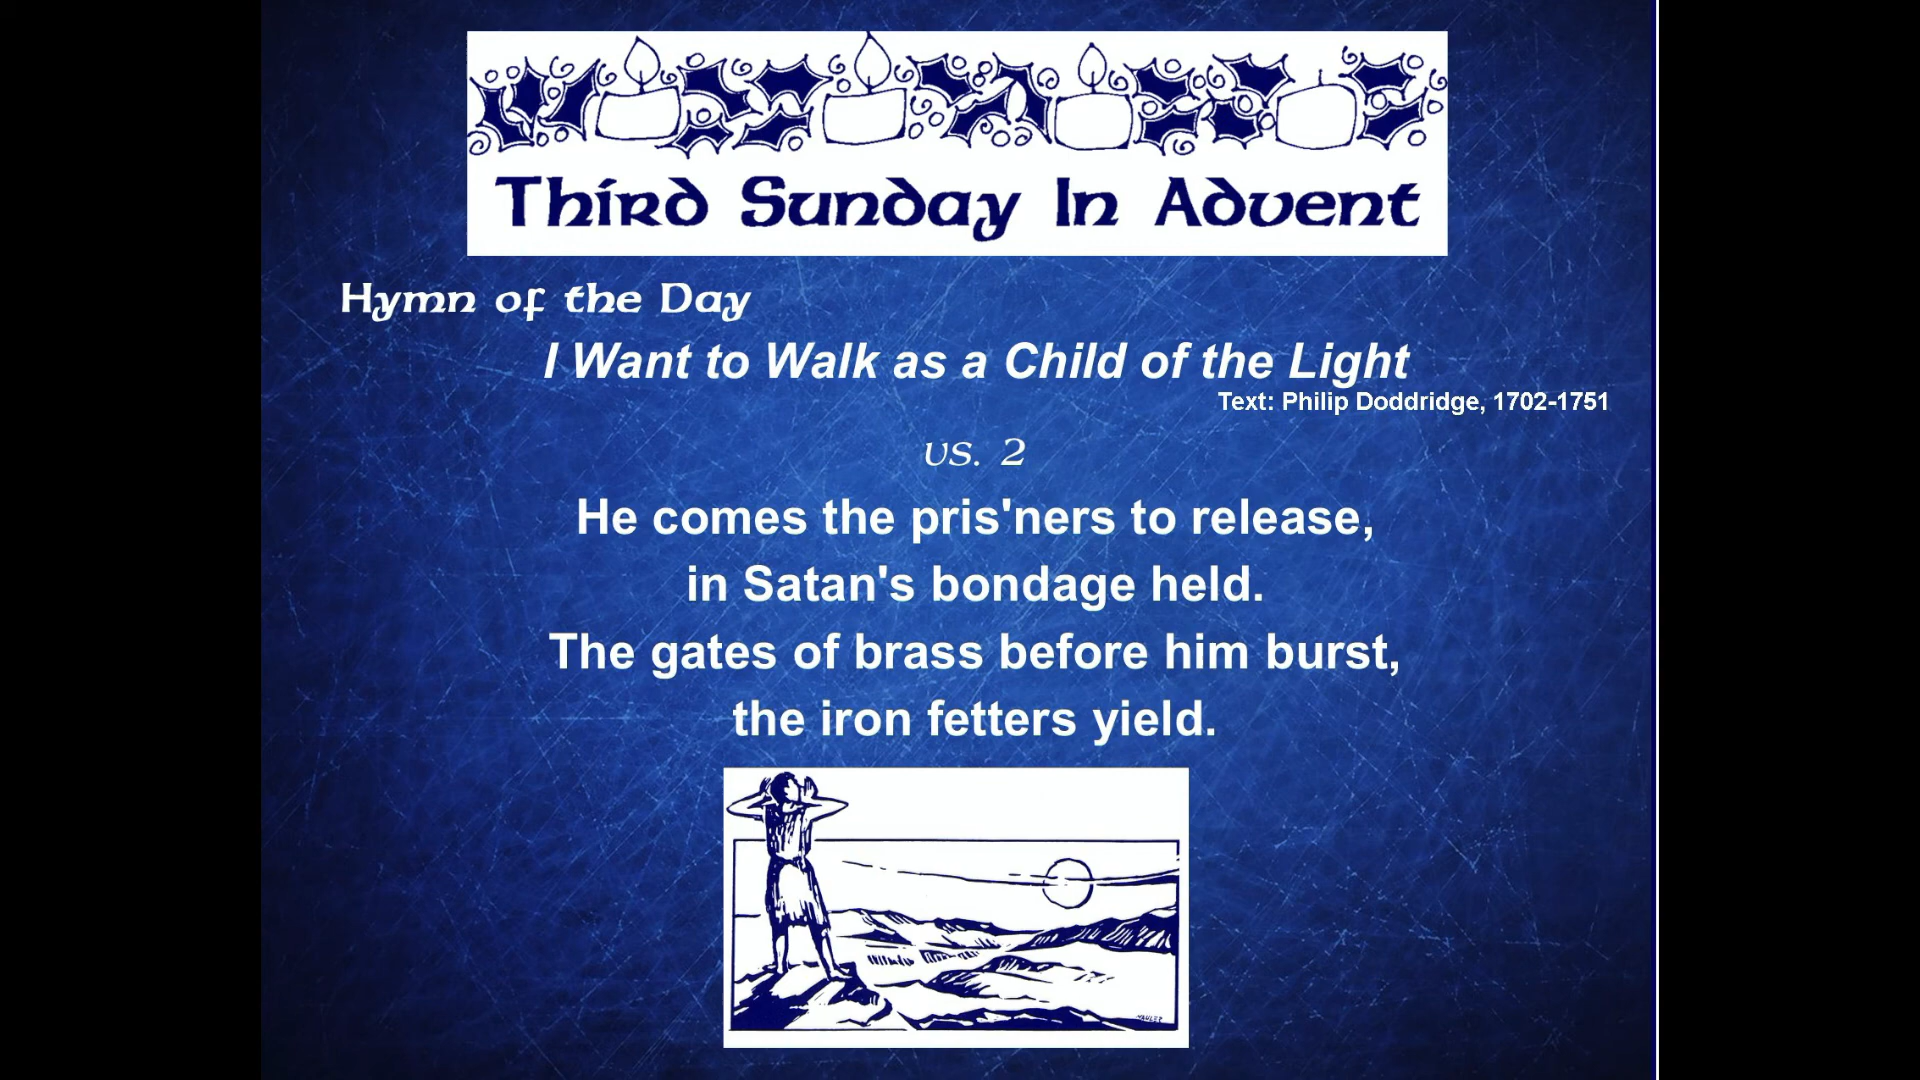 Third Sunday In Advent
Hymn of the Day
I Want to Walk as a Child of the Light
Text: Philip Doddridge, 1702-1751
vs. 2
He comes the pris'ners to release,
in Satan's bondage held.
The gates of brass before him burst,
the iron fetters yield.